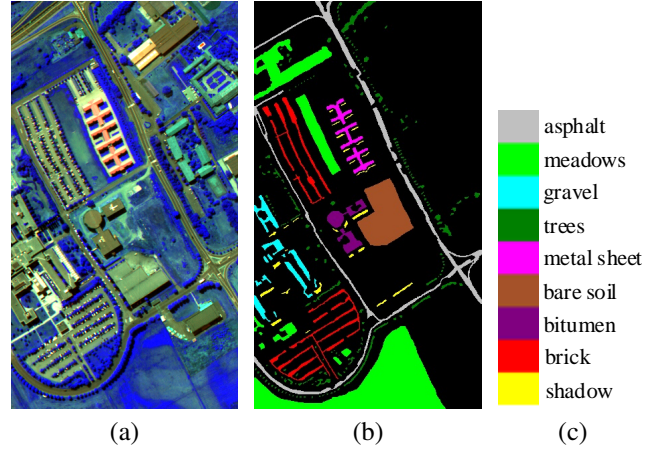 asphalt
meadows
gravel
trees
metal sheet
bare soil
bitumen
brick
shadow
(a)
(b)
(c)